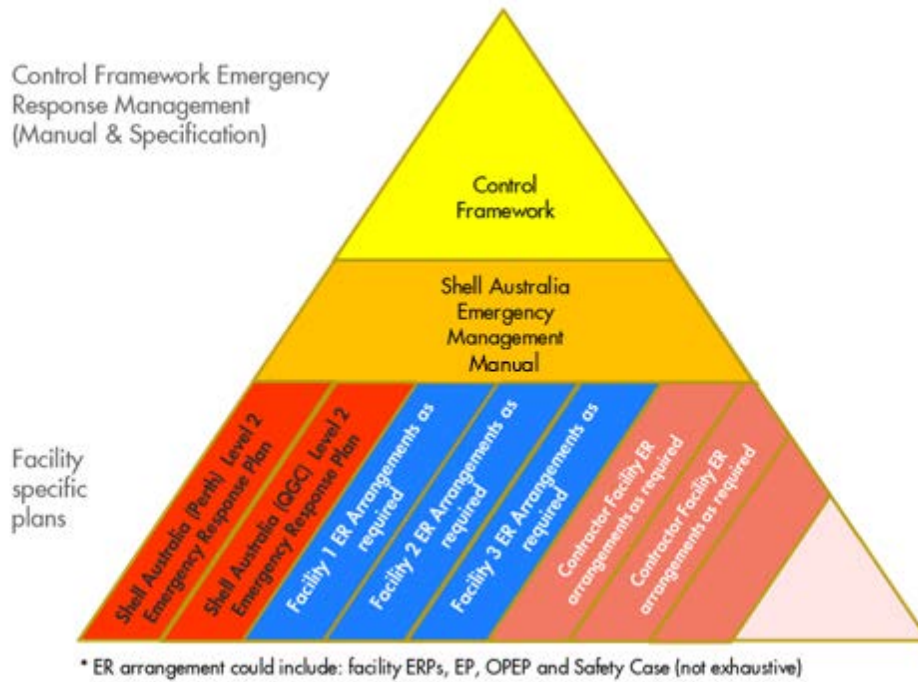 Control Framework Emergency
Response Management
(Manual & Specification)
Control
Framework
Shell Australia
Emergency
Management
Manual
Facility
specific
plans
Shell Australia (Perth) Level 2
Emergency Response Plan
Shell Australia (QGC) Level 2
Emergency Response Plan
Facility 1 ER Arrangements as
required
Facility 2 ER Arrangements as
required
Facility 3 ER Arrangements as
required
Contractor Facility ER
arrangements as required
Contractor Facility ER
arrangements as required
* ER arrangement could include: facility ERPs, EP, OPEP and Safety Case (not exhaustive)